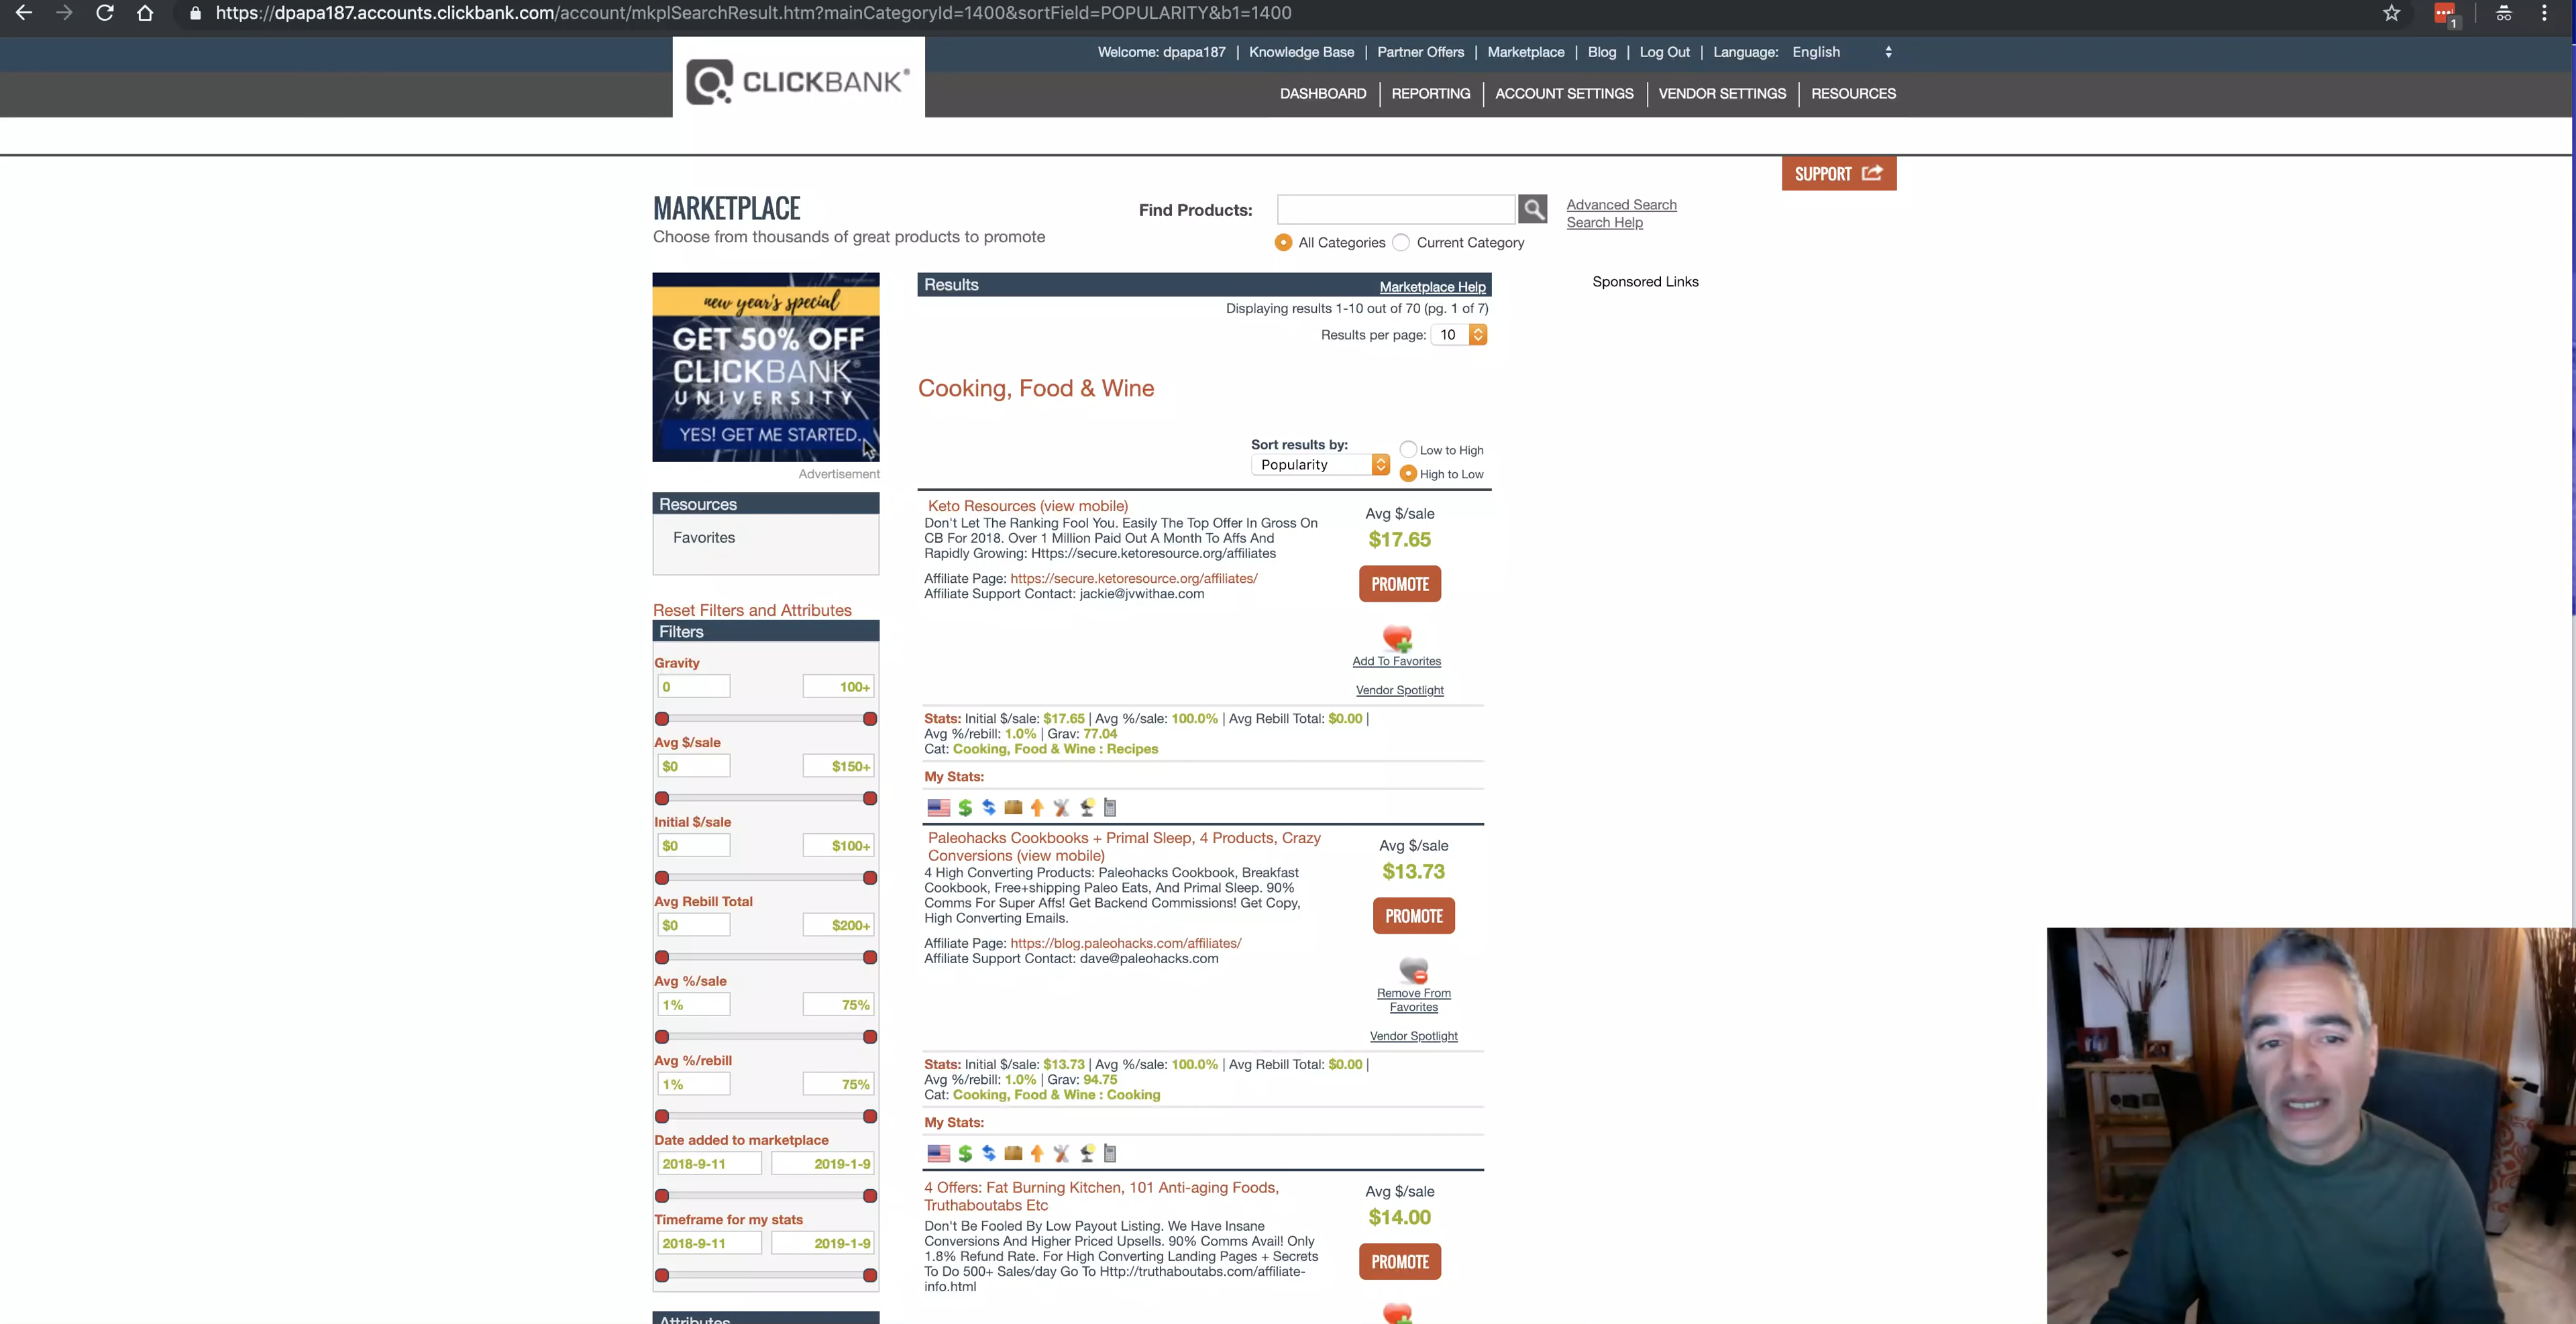 https://dpapa187.accounts.clickbank.com/account/mkplSearchResult.htm?mainCategoryId=1400&sortField=POPULARITY&b1=1400
1
Welcome: dpapa187 | Knowledge Base | Partner Offers | Marketplace | Blog | Log Out | Language: English
CLICKBANK®
DASHBOARD | REPORTING | ACCOUNT SETTINGS | VENDOR SETTINGS | RESOURCES
SUPPORT
MARKETPLACE
Choose from thousands of great products to promote
Find Products:
Advanced Search
Search Help
All Categories Current Category
new year's special
GET 50% OFF
CLICKBANK®
UNIVERSITY
YES! GET ME STARTED.
Advertisement
Resources
Favorites
Reset Filters and Attributes
Filters
Gravity
0 100+
Avg $/sale
$0 $150+
Initial $/sale
$0 $100+
Avg Rebill Total
$0 $200+
Avg %/sale
1% 75%
Avg %/rebill
1% 75%
Date added to marketplace
2018-9-11 2019-1-9
Timeframe for my stats
2018-9-11 2019-1-9
Attributes
Results Marketplace Help
Displaying results 1-10 out of 70 (pg. 1 of 7)
Results per page: 10
Cooking, Food & Wine
Sort results by:
Popularity
Low to High
High to Low
Keto Resources (view mobile)
Don't Let The Ranking Fool You. Easily The Top Offer In Gross On
CB For 2018. Over 1 Million Paid Out A Month To Affs And
Rapidly Growing: Https://secure.ketoresource.org/affiliates
Affiliate Page: https://secure.ketoresource.org/affiliates/
Affiliate Support Contact: jackie@jvwithae.com
Avg $/sale
$17.65
PROMOTE
Add To Favorites
Vendor Spotlight
Stats: Initial $/sale: $17.65 | Avg %/sale: 100.0% | Avg Rebill Total: $0.00 |
Avg %/rebill: 1.0% | Grav: 77.04
Cat: Cooking, Food & Wine : Recipes
My Stats:
Paleohacks Cookbooks + Primal Sleep, 4 Products, Crazy
Conversions (view mobile)
4 High Converting Products: Paleohacks Cookbook, Breakfast
Cookbook, Free+shipping Paleo Eats, And Primal Sleep. 90%
Comms For Super Affs! Get Backend Commissions! Get Copy,
High Converting Emails.
Affiliate Page: https://blog.paleohacks.com/affiliates/
Affiliate Support Contact: dave@paleohacks.com
Avg $/sale
$13.73
PROMOTE
Remove From
Favorites
Vendor Spotlight
Stats: Initial $/sale: $13.73 | Avg %/sale: 100.0% | Avg Rebill Total: $0.00 |
Avg %/rebill: 1.0% | Grav: 94.75
Cat: Cooking, Food & Wine : Cooking
My Stats:
4 Offers: Fat Burning Kitchen, 101 Anti-aging Foods,
Truthaboutabs Etc
Don't Be Fooled By Low Payout Listing. We Have Insane
Conversions And Higher Priced Upsells. 90% Comms Avail! Only
1.8% Refund Rate. For High Converting Landing Pages + Secrets
To Do 500+ Sales/day Go To Http://truthaboutabs.com/affiliate-
info.html
Avg $/sale
$14.00
PROMOTE
Sponsored Links